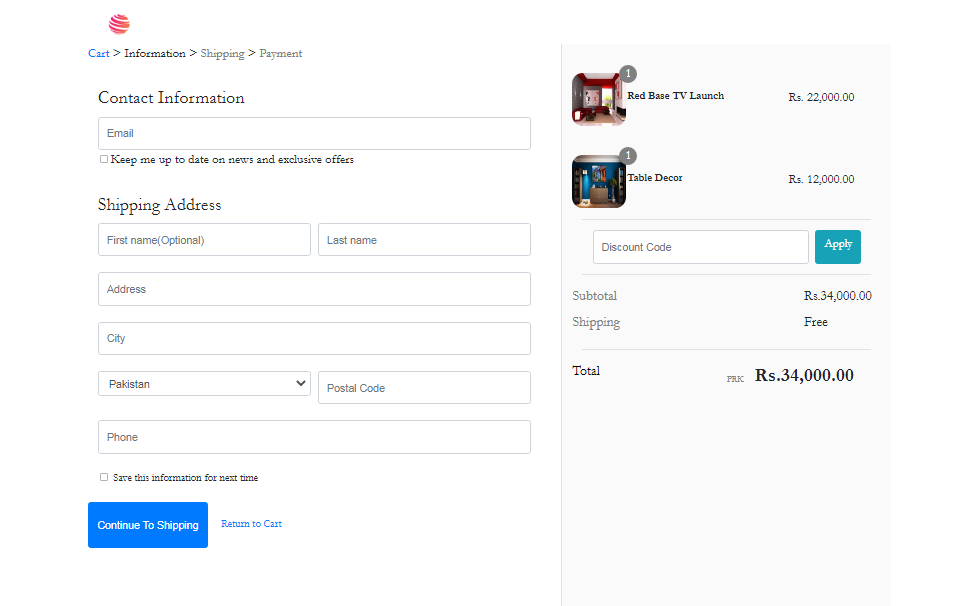 Cart > Information > Shipping > Payment
Contact Information
Email
Keep me up to date on news and exclusive offers
Shipping Address
First name(Optional)
Last name
Address
City
Pakistan
Postal Code
Phone
Save this information for next time
Continue To Shipping
Return to Cart
1
Red Base TV Launch
Rs. 22,000.00
1
Table Decor
Rs. 12,000.00
Discount Code
Apply
Subtotal
Rs.34,000.00
Shipping
Free
Total
PRK
Rs.34,000.00